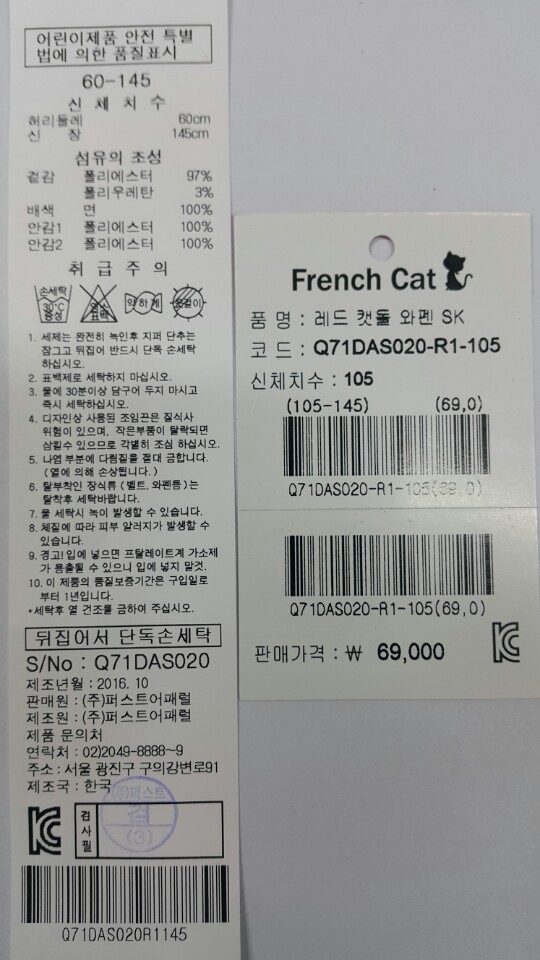 어린이제품 안전 특별
법에 의한 품질표시
60-145
신 체 치 수
허리둘레 60cm
신 장 145cm
섬유의 조성
겉감 폴리에스터 97%
폴리우레탄 3%
배색 면 100%
안감1 폴리에스터 100%
안감2 폴리에스터 100%
취 급 주 의
손세탁
30℃
중성
염소
표백
약하게
옷걸이
1. 세제는 완전히 녹인후 지퍼 단추는
잠그고 뒤집어 반드시 단독 손세탁
하십시오.
2. 표백제로 세탁하지 마십시오.
3. 물에 30분이상 담구어 두지 마시고
즉시 세탁하십시오.
4. 디자인상 사용된 조임끈은 질식사
위험이 있으며, 작은부품이 탈락되면
삼킬수 있으므로 각별히 조심 하십시오.
5. 나염 부분에 다림질을 절대 금합니다.
(열에 의해 손상됩니다.)
6. 탈부착인 장식류(벨트, 와펜등)는
탈착후 세탁바랍니다.
7. 물 세탁시 녹이 발생할 수 있습니다.
8. 체질에 따라 피부 알러지가 발생할 수
있습니다.
9. 경고! 입에 넣으면 프탈레이트계 가소제
가 용출될 수 있으니 입에 넣지 말것.
10. 이 제품의 품질보증기간은 구입일로
부터 1년입니다.
*세탁후 열 건조를 금하여 주십시오.
뒤집어서 단독손세탁
S/No : Q71DAS020
제조년월 : 2016. 10
판매원 : (주)퍼스트어패럴
제조원 : (주)퍼스트어패럴
제품 문의처
연락처 : 02)2049-8888~9
주소 : 서울 광진구 구의강변로91
제조국 : 한국
KC
검사필
(주)퍼스트
검
(3)
Q71DAS020R1145
French Cat
품 명 : 레드 캣돌 와펜 SK
코 드 : Q71DAS020-R1-105
신체치수 : 105
(105-145) (69,0)
Q71DAS020-R1-105(69,0)
Q71DAS020-R1-105(69,0)
판매가격 : ₩ 69,000
KC